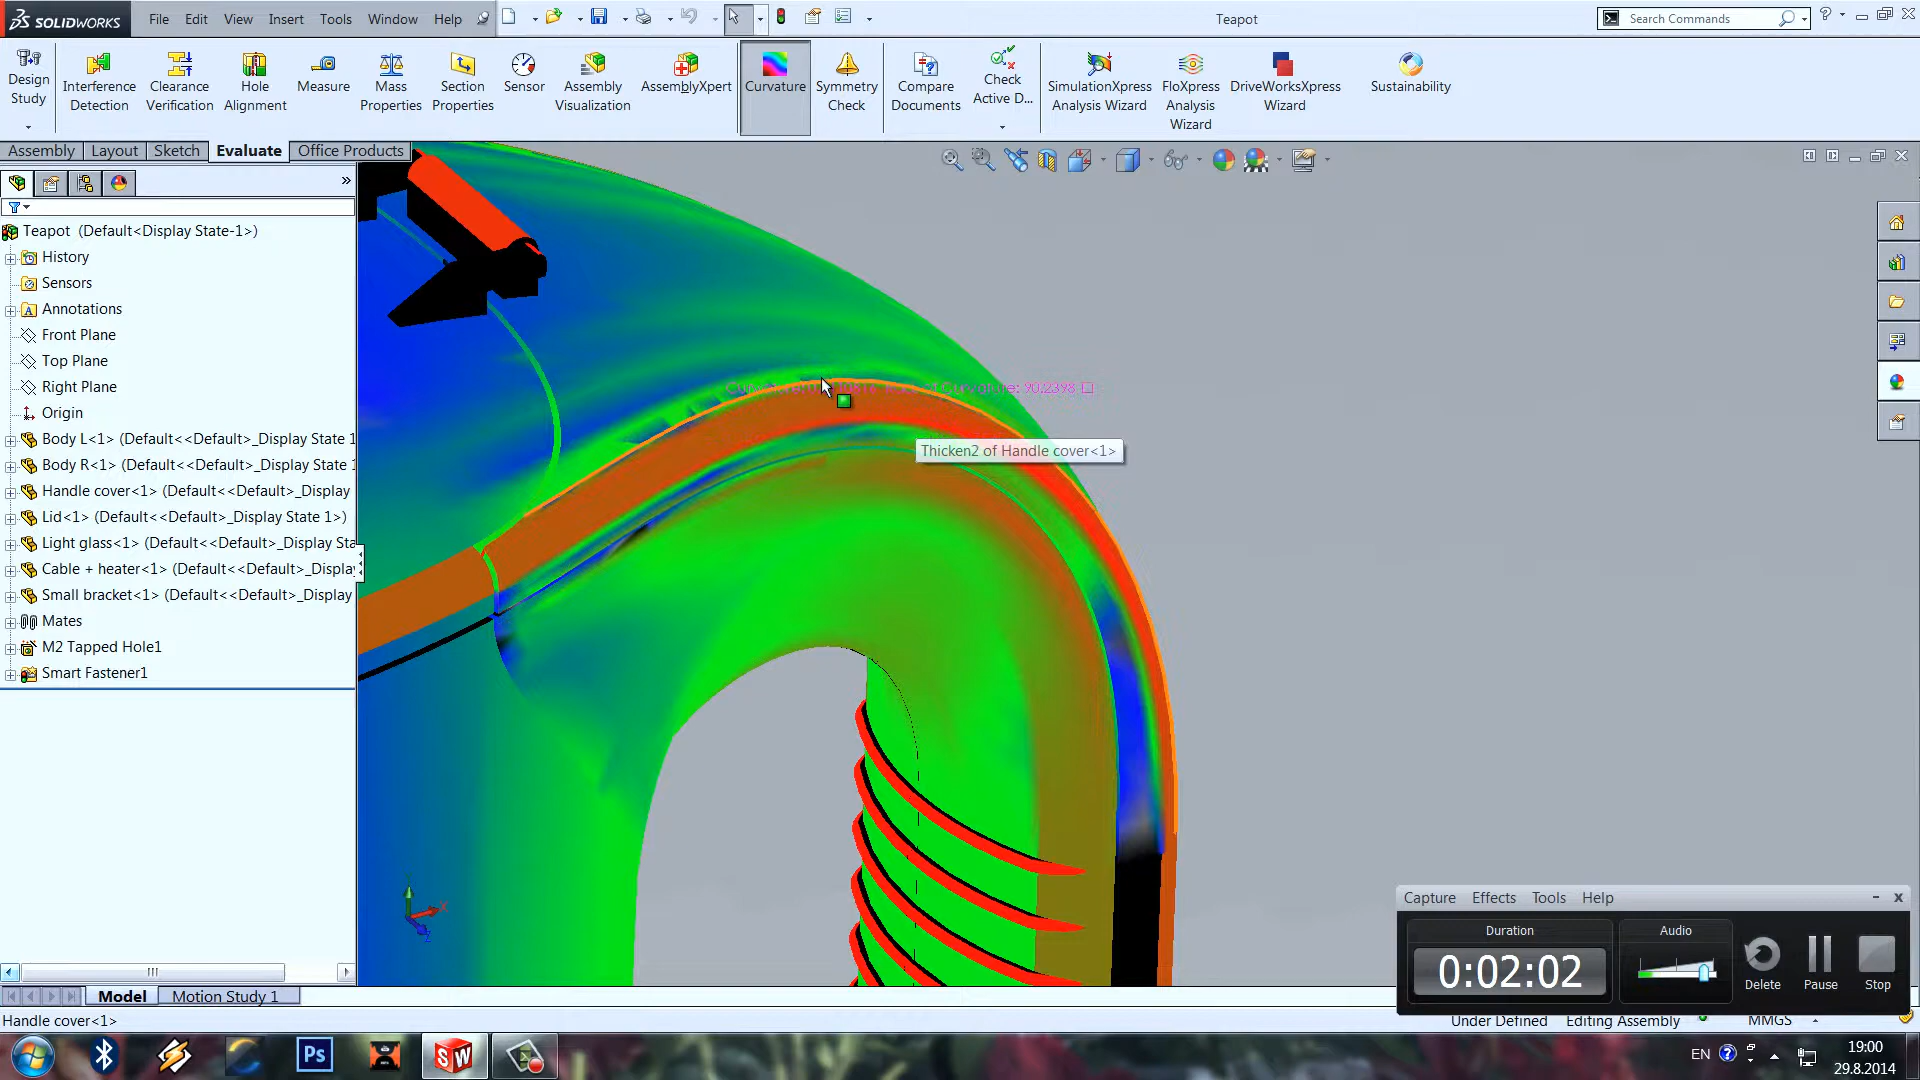 SOLIDWORKS File Edit View Insert Tools Window Help Teapot Search Commands
Design Study
Interference Detection
Clearance Verification
Hole Alignment
Measure
Mass Properties
Section Properties
Sensor
Assembly Visualization
AssemblyXpert
Curvature
Symmetry Check
Compare Documents
Check Active D...
SimulationXpress Analysis Wizard
FloXpress Analysis Wizard
DriveWorksXpress Wizard
Sustainability
Assembly Layout Sketch Evaluate Office Products
Teapot (Default<Display State-1>)
History
Sensors
Annotations
Front Plane
Top Plane
Right Plane
Origin
Body L<1> (Default<<Default>_Display State 1
Body R<1> (Default<<Default>_Display State 1
Handle cover<1> (Default<<Default>_Display
Lid<1> (Default<<Default>_Display State 1>)
Light glass<1> (Default<<Default>_Display Sta
Cable + heater<1> (Default<<Default>_Display
Small bracket<1> (Default<<Default>_Display
Mates
M2 Tapped Hole1
Smart Fastener1
Curvature: 90.2398
Thicken2 of Handle cover<1>
X
Z
Capture Effects Tools Help
Duration
0:02:02
Audio
Delete
Pause
Stop
Model Motion Study 1
Handle cover<1>
Under Defined Editing Assembly MMGS
Ps
SW
EN
19:00
29.8.2014